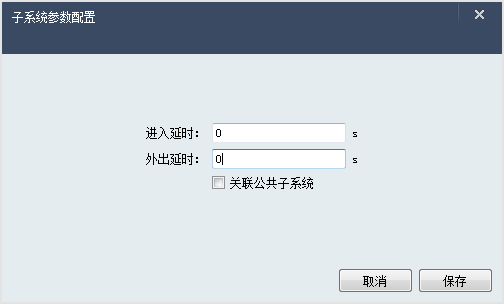 子系统参数配置
进入延时： 0 s
外出延时： 0 s
关联公共子系统
取消 保存